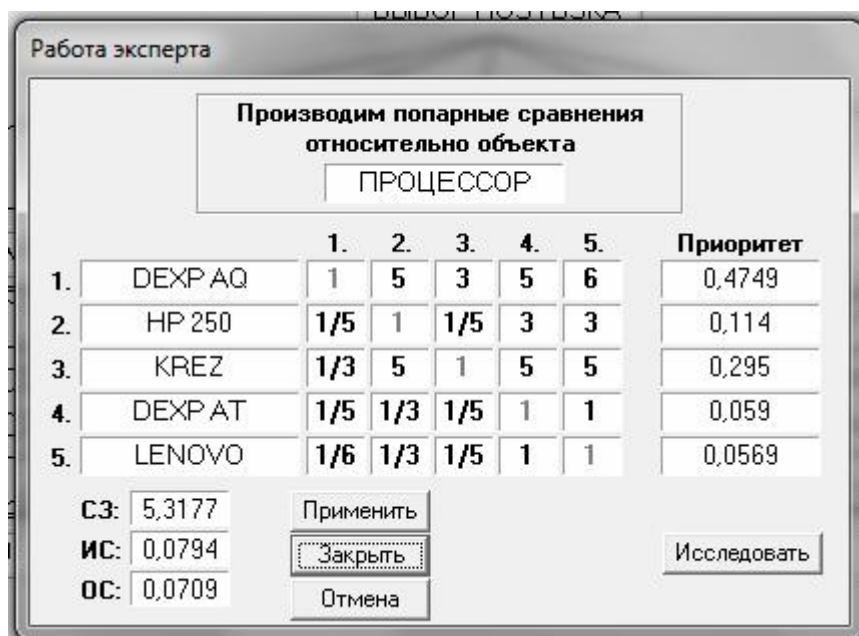 ВЫБОР НОУТБУКА
Работа эксперта
Производим попарные сравнения
относительно объекта
ПРОЦЕССОР
1. 2. 3. 4. 5. Приоритет
1. DEXP AQ 1 5 3 5 6 0,4749
2. HP 250 1/5 1 1/5 3 3 0,114
3. KREZ 1/3 5 1 5 5 0,295
4. DEXP AT 1/5 1/3 1/5 1 1 0,059
5. LENOVO 1/6 1/3 1/5 1 1 0,0569
СЗ: 5,3177 Применить
ИС: 0,0794 Закрыть Исследовать
ОС: 0,0709 Отмена